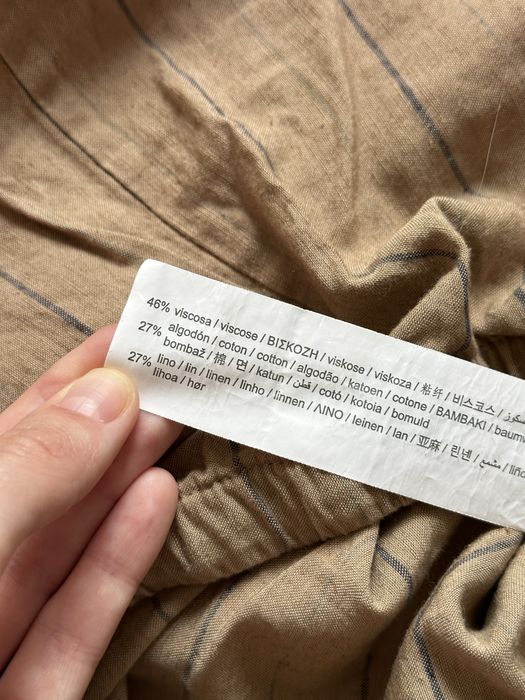 46% viscosa / viscose / ΒΙΣΚΟΖΗ / viskose / viskoza / 粘纤 / 비스코스 / فسكوز
27% algodón / coton / cotton / algodão / katoen / cotone / BAMBAKI / baumw
bombaž / 棉 / 면 / katun / قطن / cotó / kotoia / bomuld
27% lino / lin / linen / linho / linnen / ΛΙΝΟ / leinen / lan / 亚麻 / 린넨 / / liño
lihoa / hør